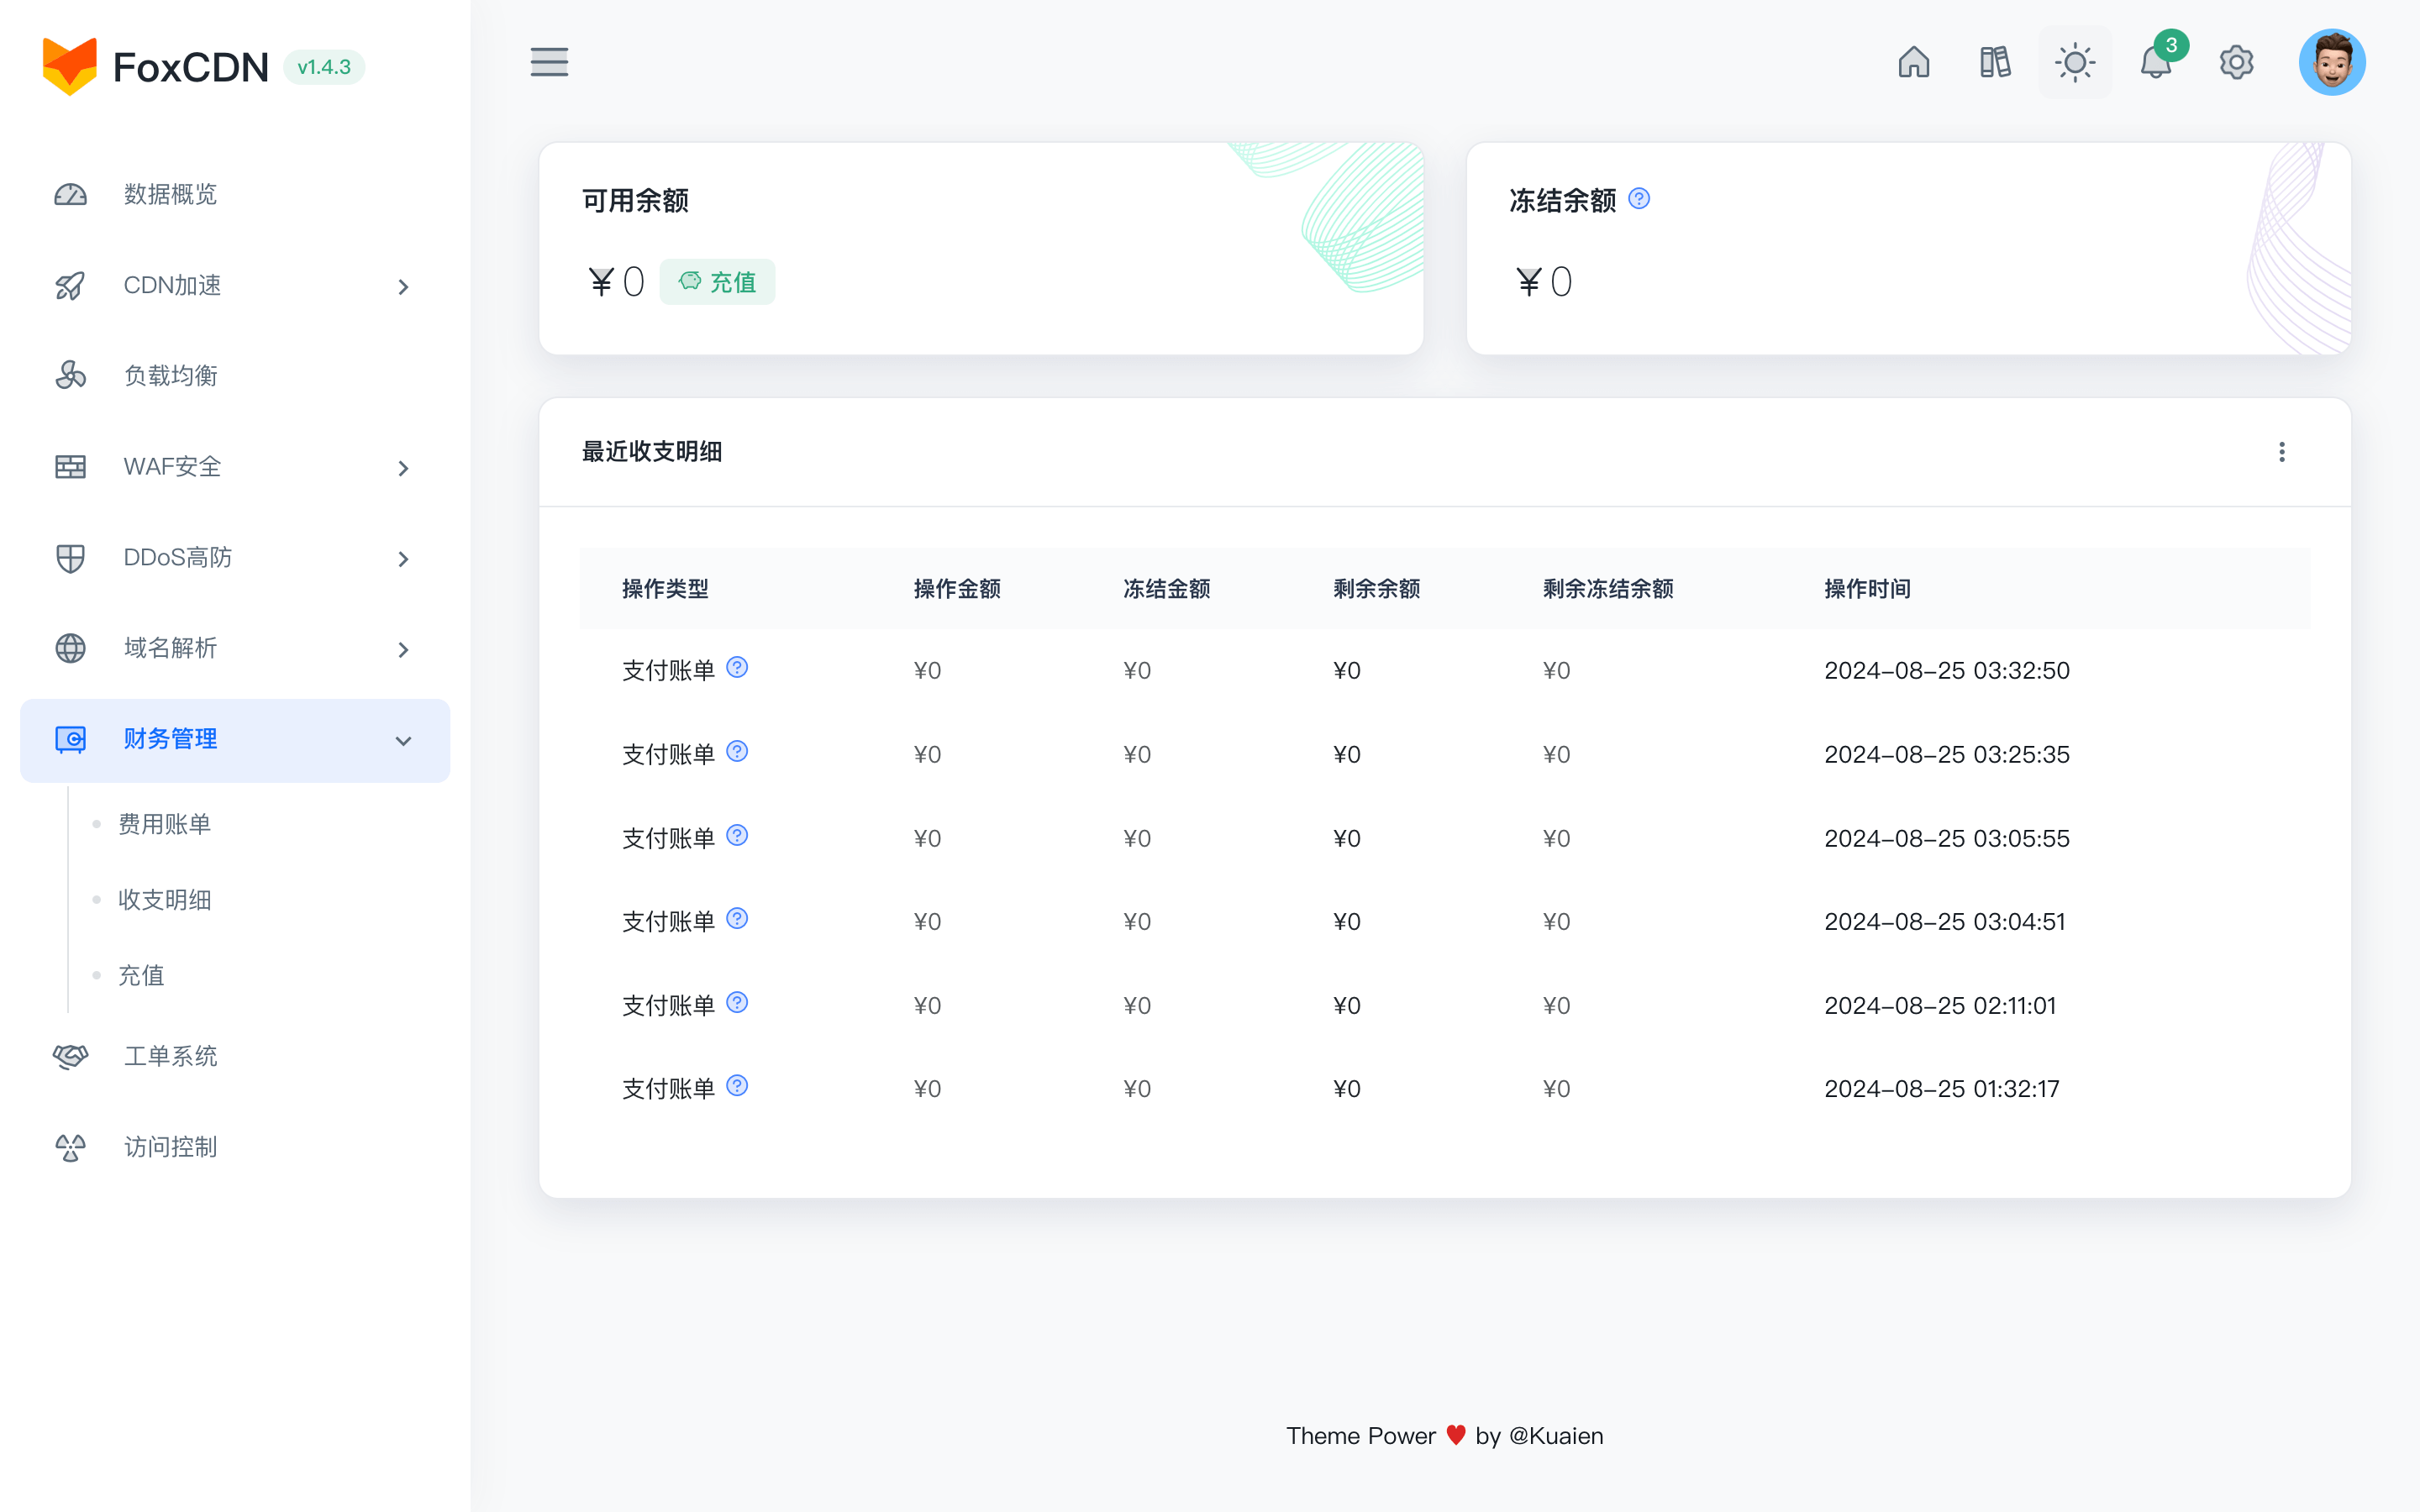 FoxCDN v1.4.3
3
数据概览
CDN加速
负载均衡
WAF安全
DDoS高防
域名解析
财务管理
费用账单
收支明细
充值
工单系统
访问控制
可用余额
¥ 0 充值
冻结余额
¥ 0
最近收支明细
操作类型 操作金额 冻结金额 剩余余额 剩余冻结余额 操作时间
支付账单 ¥0 ¥0 ¥0 ¥0 2024-08-25 03:32:50
支付账单 ¥0 ¥0 ¥0 ¥0 2024-08-25 03:25:35
支付账单 ¥0 ¥0 ¥0 ¥0 2024-08-25 03:05:55
支付账单 ¥0 ¥0 ¥0 ¥0 2024-08-25 03:04:51
支付账单 ¥0 ¥0 ¥0 ¥0 2024-08-25 02:11:01
支付账单 ¥0 ¥0 ¥0 ¥0 2024-08-25 01:32:17
Theme Power ♥ by @Kuaien